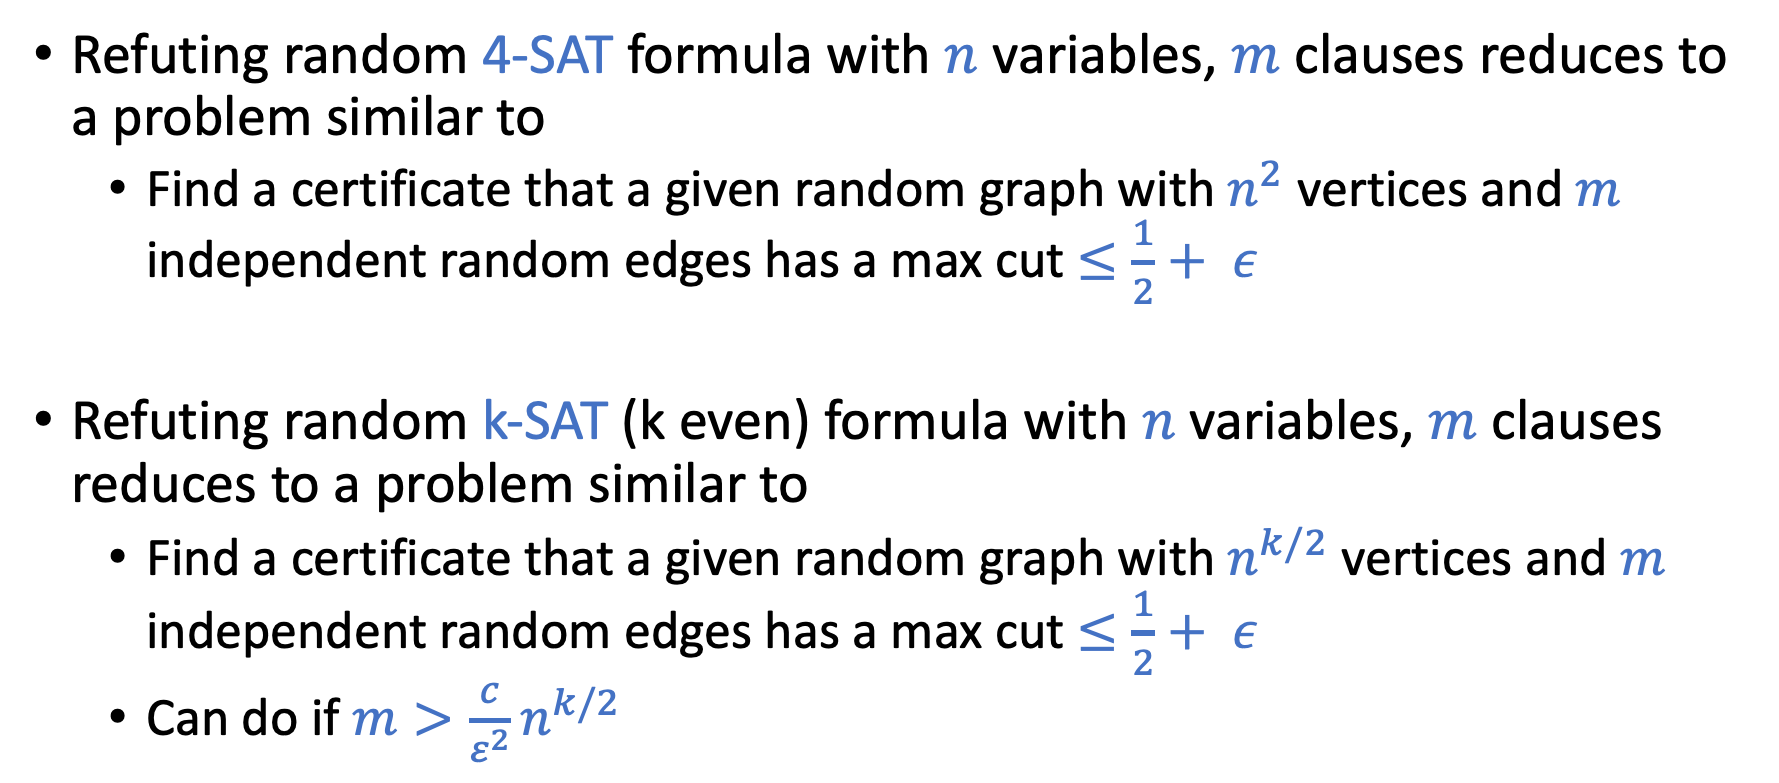 • Refuting random 4-SAT formula with n variables, m clauses reduces to
a problem similar to
• Find a certificate that a given random graph with n^2 vertices and m
independent random edges has a max cut ≤ 1/2 + ϵ
• Refuting random k-SAT (k even) formula with n variables, m clauses
reduces to a problem similar to
• Find a certificate that a given random graph with n^{k/2} vertices and m
independent random edges has a max cut ≤ 1/2 + ϵ
• Can do if m > c/ε^2 n^{k/2}